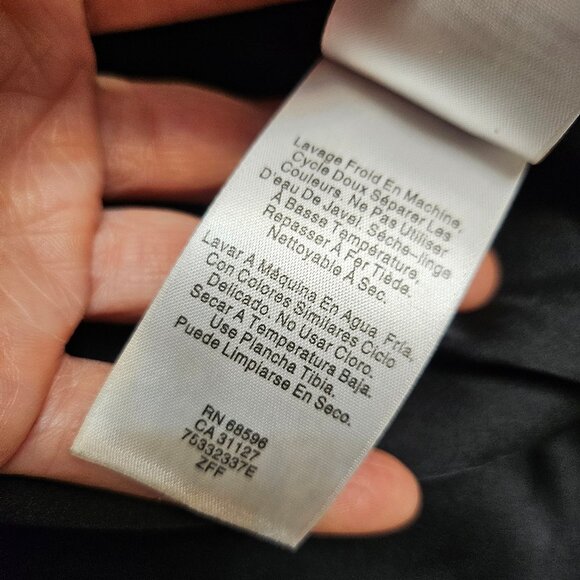 Lavage Froid En Machine,
Cycle Doux Séparer Les
Couleurs. Ne Pas Utiliser
D'eau De Javel. Séche-linge
À Bassa Température.
Repasser À Fer Tiède.
Nettoyable À Sec.
Lavar A Máquina En Agua Fría.
Con Colores Similares Ciclo
Delicado. No Usar Cloro.
Secar A Temperatura Baja.
Use Plancha Tibia.
Puede Limpiarse En Seco.
RN 68596
CA 31127
75332337E
ZFF